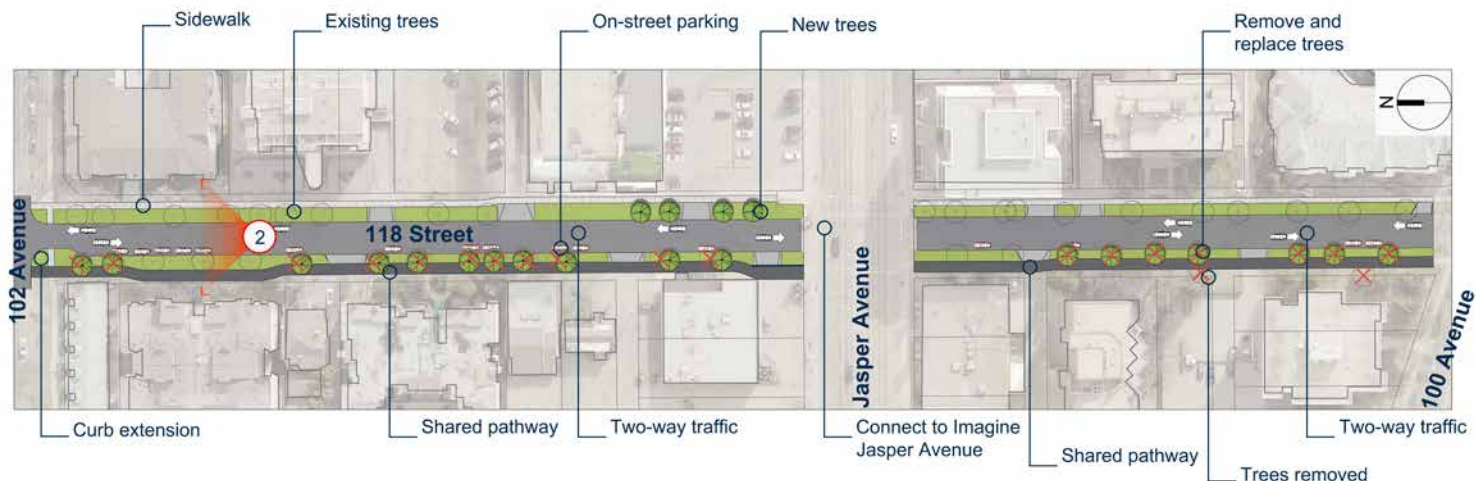 Sidewalk
Existing trees
On-street parking
New trees
Remove and
replace trees
N
2
118 Street
102 Avenue
Jasper Avenue
100 Avenue
Curb extension
Shared pathway
Two-way traffic
Connect to Imagine
Jasper Avenue
Shared pathway
Trees removed
Two-way traffic